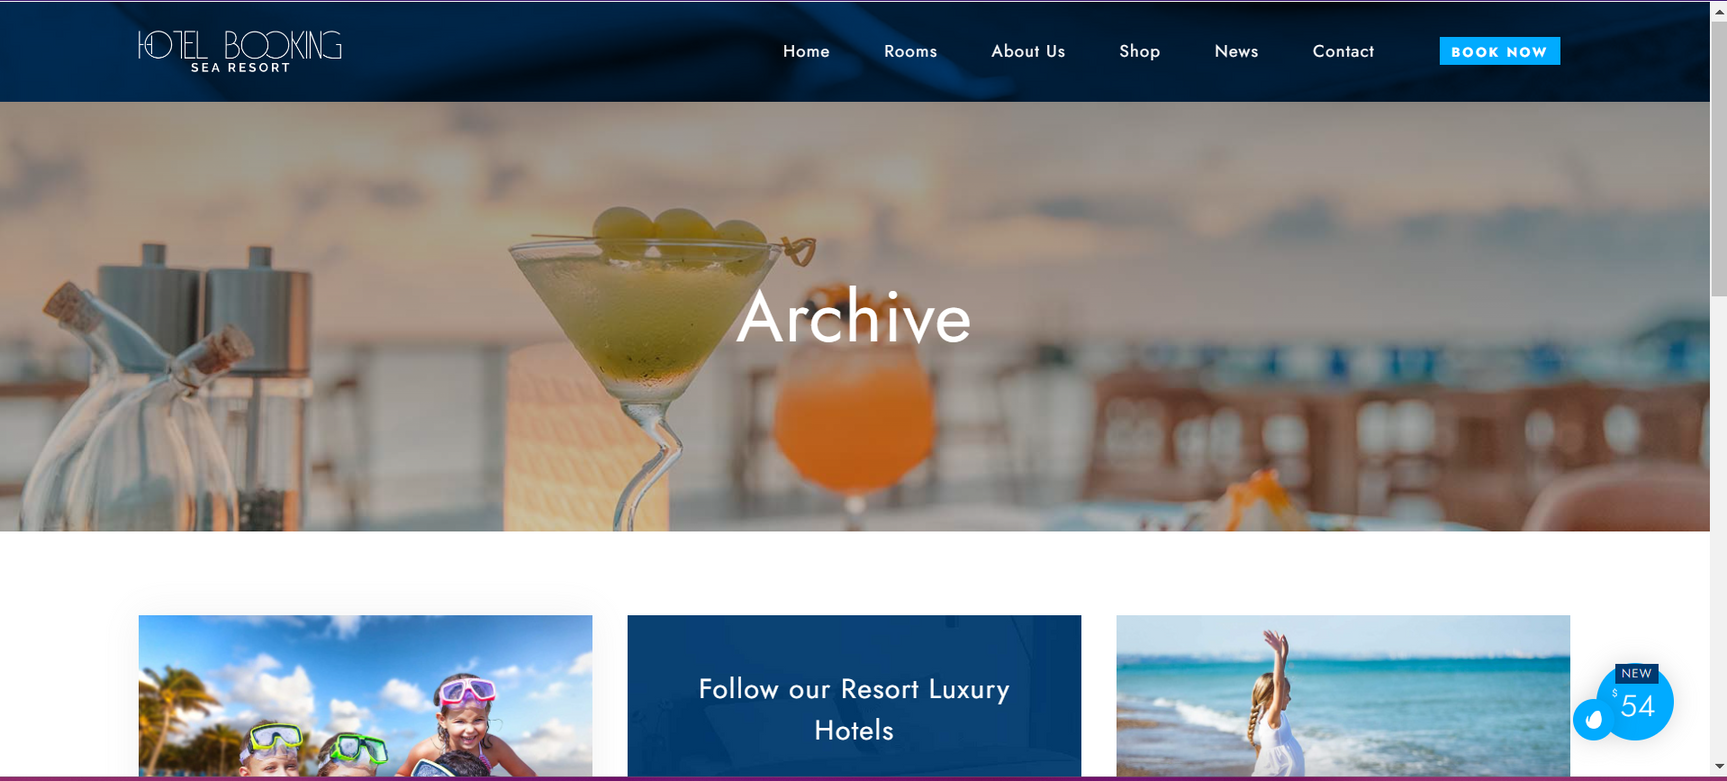 HOTEL BOOKING
SEA RESORT
Home
Rooms
About Us
Shop
News
Contact
BOOK NOW
Archive
Follow our Resort Luxury
Hotels
NEW
$ 54